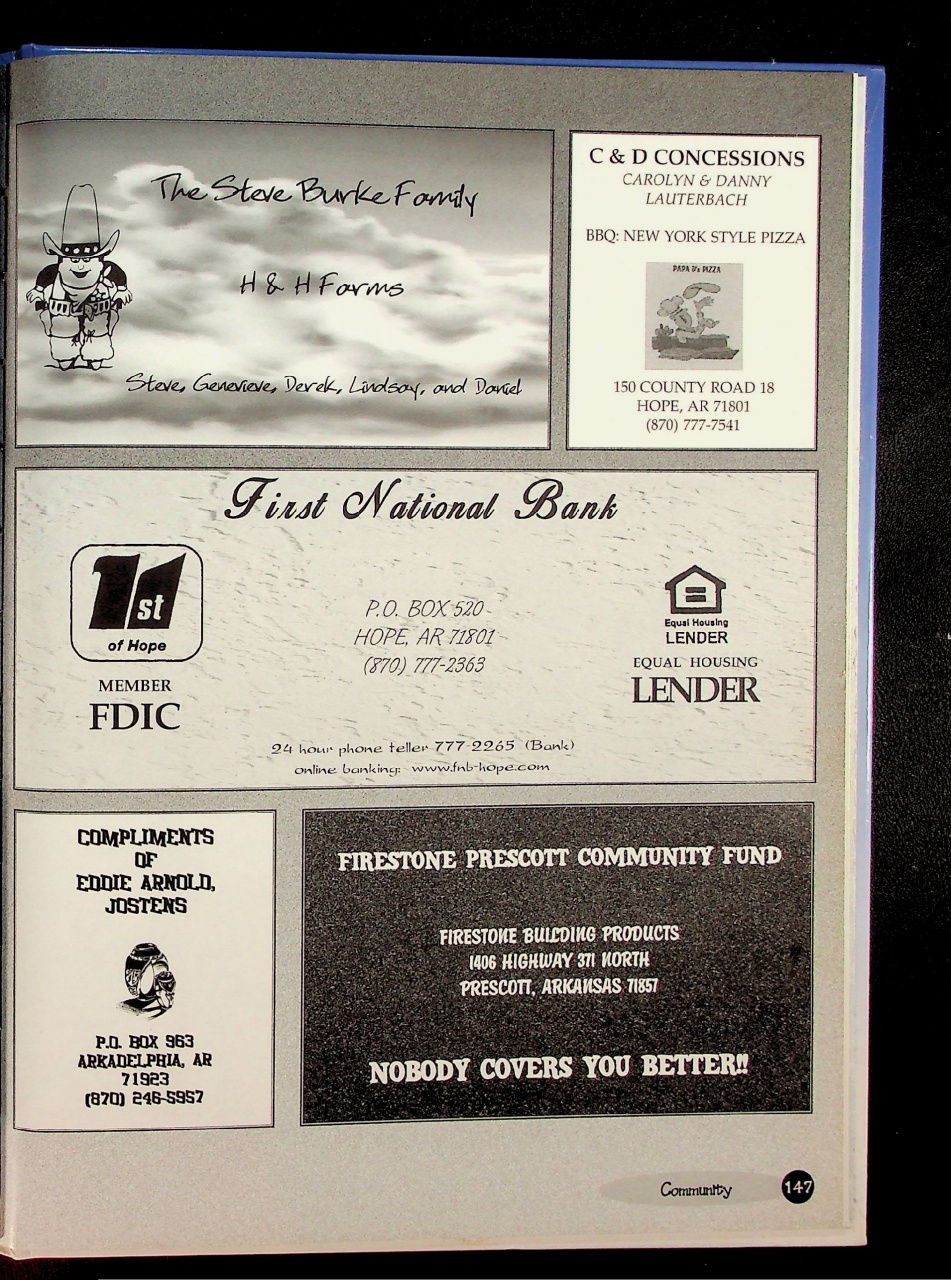 The Steve Burke Family
H & H Farms
Steve, Genevieve, Derek, Lindsay, and Daniel
C & D CONCESSIONS
CAROLYN & DANNY
LAUTERBACH
BBQ: NEW YORK STYLE PIZZA
PAPA D's PIZZA
150 COUNTY ROAD 18
HOPE, AR 71801
(870) 777-7541
First National Bank
1st
of Hope
MEMBER
FDIC
P.O. BOX 520
HOPE, AR 71801
(870) 777-2363
Equal Housing
LENDER
EQUAL HOUSING
LENDER
24 hour phone teller 777-2265 (Bank)
online banking: www.fnb-hope.com
COMPLIMENTS
OF
EDDIE ARNOLD,
JOSTENS
P.O. BOX 963
ARKADELPHIA, AR
71923
(870) 246-5957
FIRESTONE PRESCOTT COMMUNITY FUND
FIRESTONE BUILDING PRODUCTS
1406 HIGHWAY 371 NORTH
PRESCOTT, ARKANSAS 71857
NOBODY COVERS YOU BETTER!!
Community 147